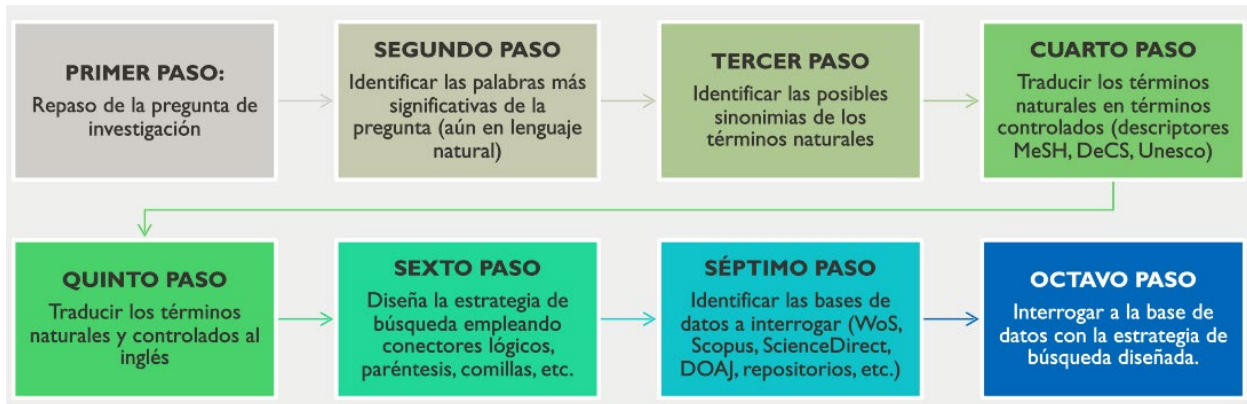 PRIMER PASO:
Repaso de la pregunta de
investigación
SEGUNDO PASO
Identificar las palabras más
significativas de la
pregunta (aún en lenguaje
natural)
TERCER PASO
Identificar las posibles
sinonimias de los
términos naturales
CUARTO PASO
Traducir los términos
naturales en términos
controlados (descriptores
MeSH, DeCS, Unesco)
QUINTO PASO
Traducir los términos
naturales y controlados al
inglés
SEXTO PASO
Diseña la estrategia de
búsqueda empleando
conectores lógicos,
paréntesis, comillas, etc.
SÉPTIMO PASO
Identificar las bases de
datos a interrogar (WoS,
Scopus, ScienceDirect,
DOAJ, repositorios, etc.)
OCTAVO PASO
Interrogar a la base de
datos con la estrategia de
búsqueda diseñada.